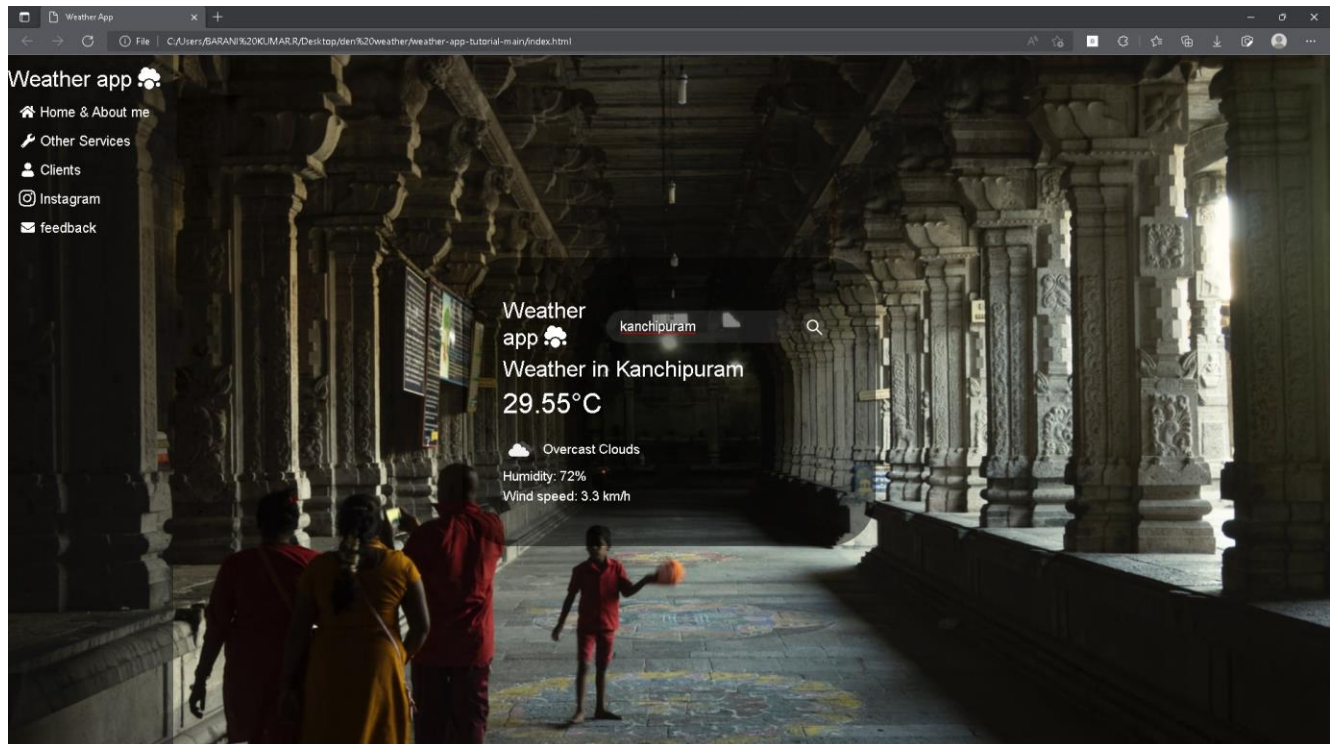 Weather App
File
C:/Users/BARANI%20KUMAR.R/Desktop/den%20weather/weather-app-tutorial-main/index.html
Weather app
Home & About me
Other Services
Clients
Instagram
feedback
Weather
app
kanchipuram
Weather in Kanchipuram
29.55°C
Overcast Clouds
Humidity: 72%
Wind speed: 3.3 km/h